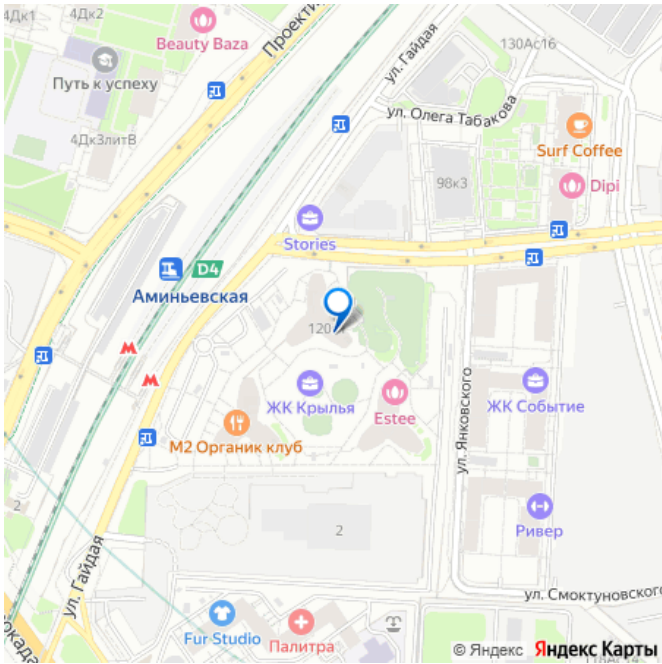 4Дк1
4Дк2
Beauty Baza
Путь к успеху
4Дк3литВ
ул. Гайдая
130Ас16
ул. Олега Табакова
Surf Coffee
98к3
Dipi
Stories
D4
Аминьевская
120
ЖК Крылья
Estee
М2 Органик клуб
ул. Янковского
ЖК Событие
2
2
Ривер
ул. Гайдая
ул. Смоктуновского
Fur Studio
Палитра
© Яндекс Яндекс Карты